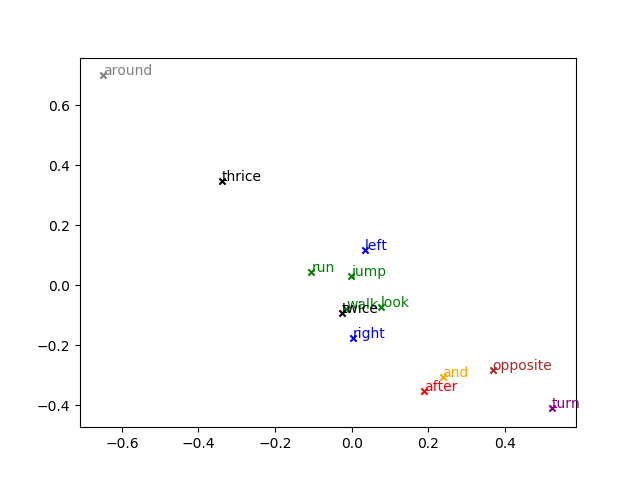 around
0.6
0.4
thrice
0.2
left
run
jump
0.0
walk look
twice
right
−0.2
opposite
and
after
−0.4
turn
−0.6 −0.4 −0.2 0.0 0.2 0.4